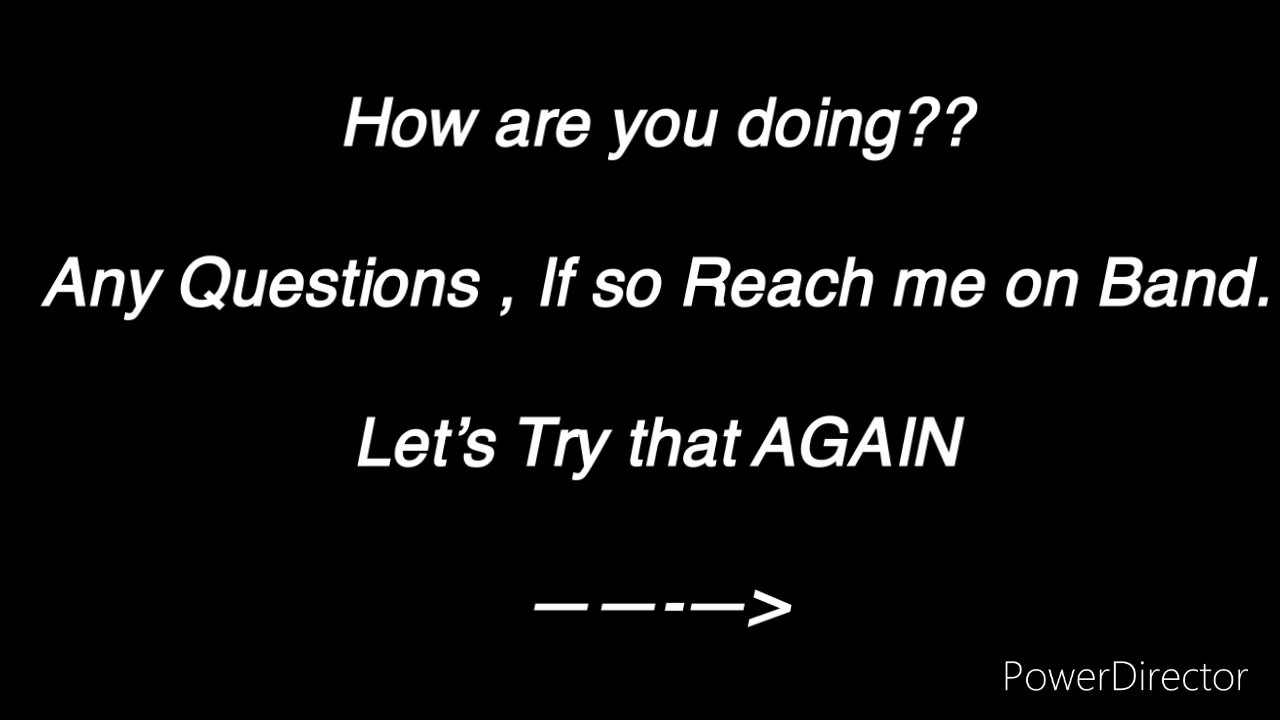 How are you doing??
Any Questions , If so Reach me on Band.
Let’s Try that AGAIN
— —-—>
PowerDirector